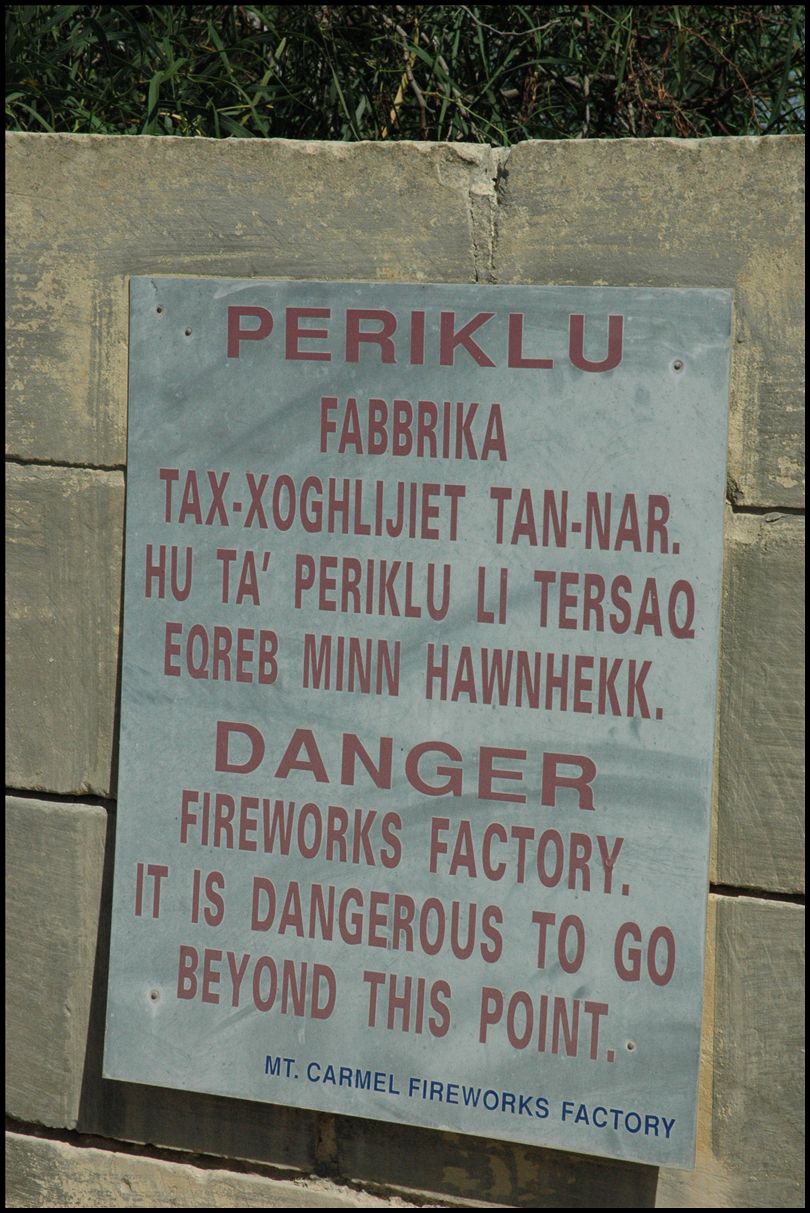 PERIKLU
FABBRIKA
TAX-XOGHLIJIET TAN-NAR.
HU TA' PERIKLU LI TERSAQ
EQREB MINN HAWNHEKK.
DANGER
FIREWORKS FACTORY.
IT IS DANGEROUS TO GO
BEYOND THIS POINT.
MT. CARMEL FIREWORKS FACTORY